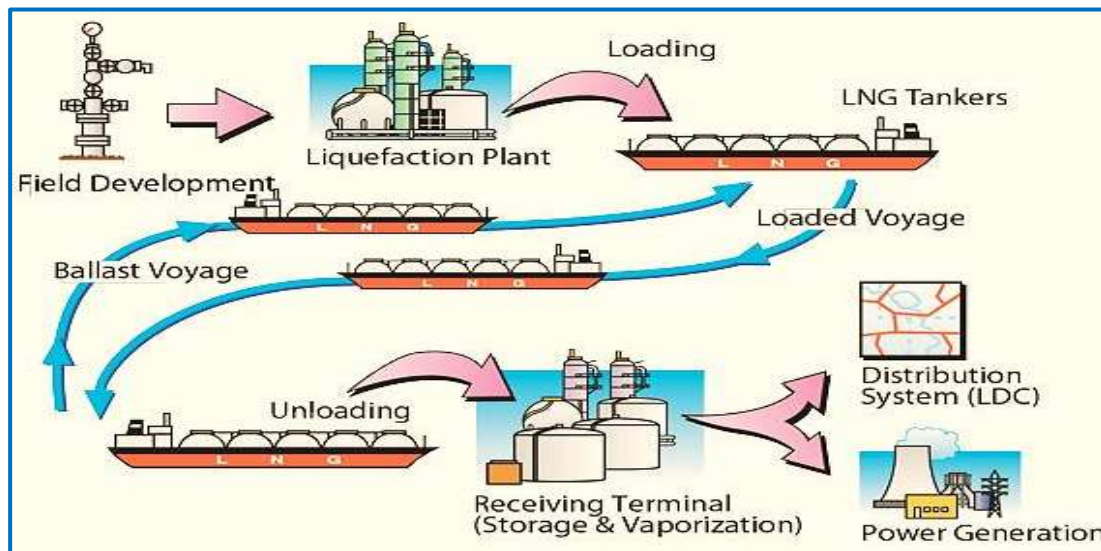 Loading
LNG Tankers
Liquefaction Plant
L N G
Field Development
Loaded Voyage
L N G
Ballast Voyage
L N G
Distribution
System (LDC)
Unloading
L N G
Receiving Terminal
(Storage & Vaporization)
Power Generation